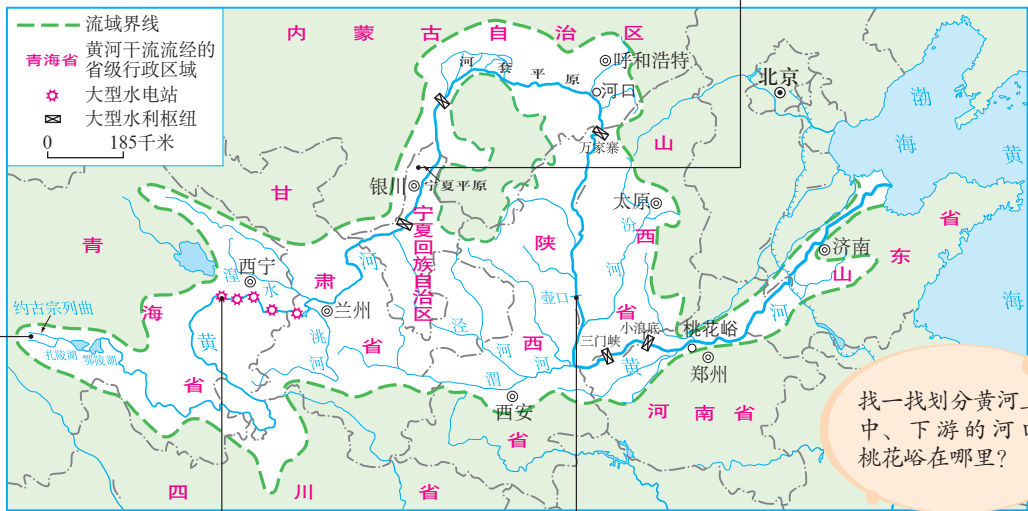 流域界线
青海省 黄河干流流经的
省级行政区域
大型水电站
大型水利枢纽
0 185千米
内蒙古自治区
河套平原
呼和浩特
河口
北京
渤海
黄海
万家寨
山西省
甘肃省
银川
宁夏平原
宁夏回族自治区
太原
汾河
陕西省
山东省
济南
青海省
西宁
湟水
兰州
黄河
洮河
泾河
渭河
壶口
小浪底
三门峡
桃花峪
黄河
郑州
西安
河南省
约古宗列曲
扎陵湖
鄂陵湖
四川省
找一找划分黄河
中、下游的河
桃花峪在哪里？